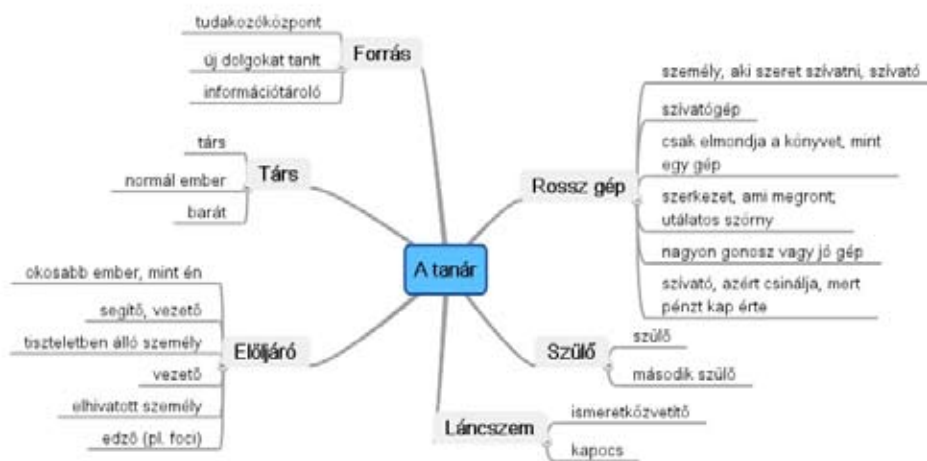 tudakozóközpont
új dolgokat tanít
információtároló
Forrás
társ
normál ember
barát
Társ
okosabb ember, mint én
segítő, vezető
tiszteletben álló személy
vezető
elhivatott személy
edző (pl. foci)
Előljáró
A tanár
Rossz gép
személy, aki szeret szívatni, szívató
szívatógép
csak elmondja a könyvet, mint
egy gép
szerkezet, ami megront;
utálatos szörny
nagyon gonosz vagy jó gép
szívató, azért csinálja, mert
pénzt kap érte
Szülő
szülő
második szülő
Láncszem
ismeretközvetítő
kapocs